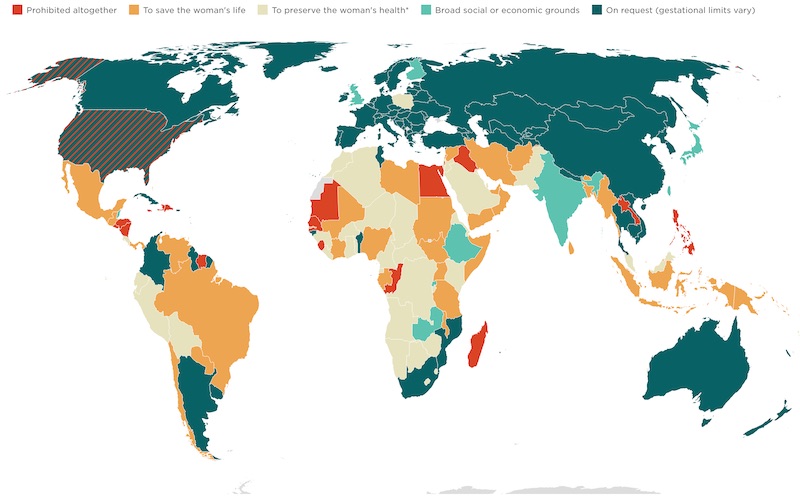 Prohibited altogether To save the woman's life To preserve the woman's health* Broad social or economic grounds On request (gestational limits vary)